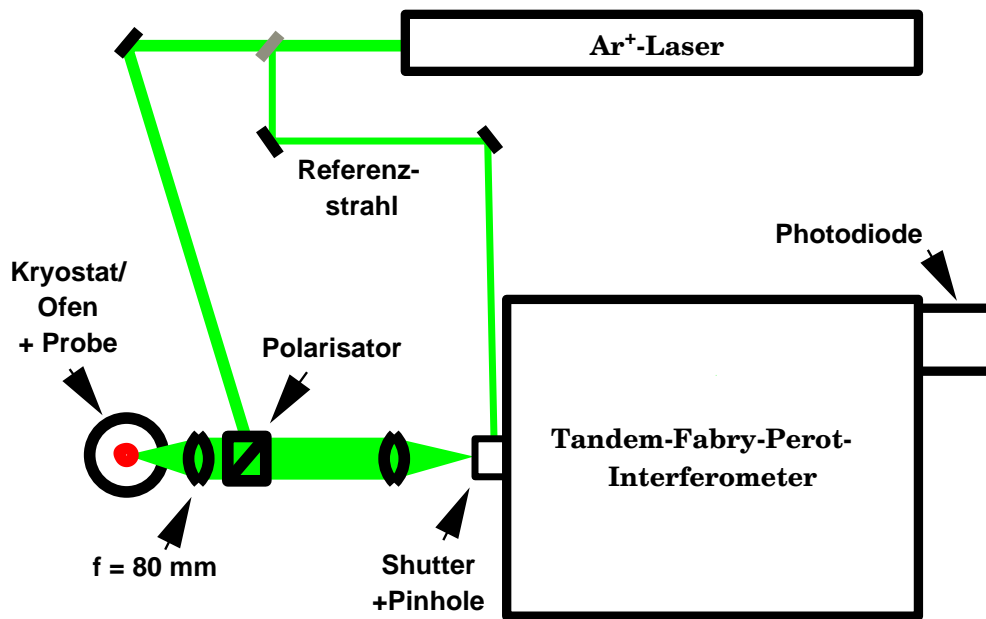 Ar⁺-Laser
Referenz-
strahl
Photodiode
Kryostat/
Ofen
+ Probe
Polarisator
Tandem-Fabry-Perot-
Interferometer
f = 80 mm
Shutter
+Pinhole